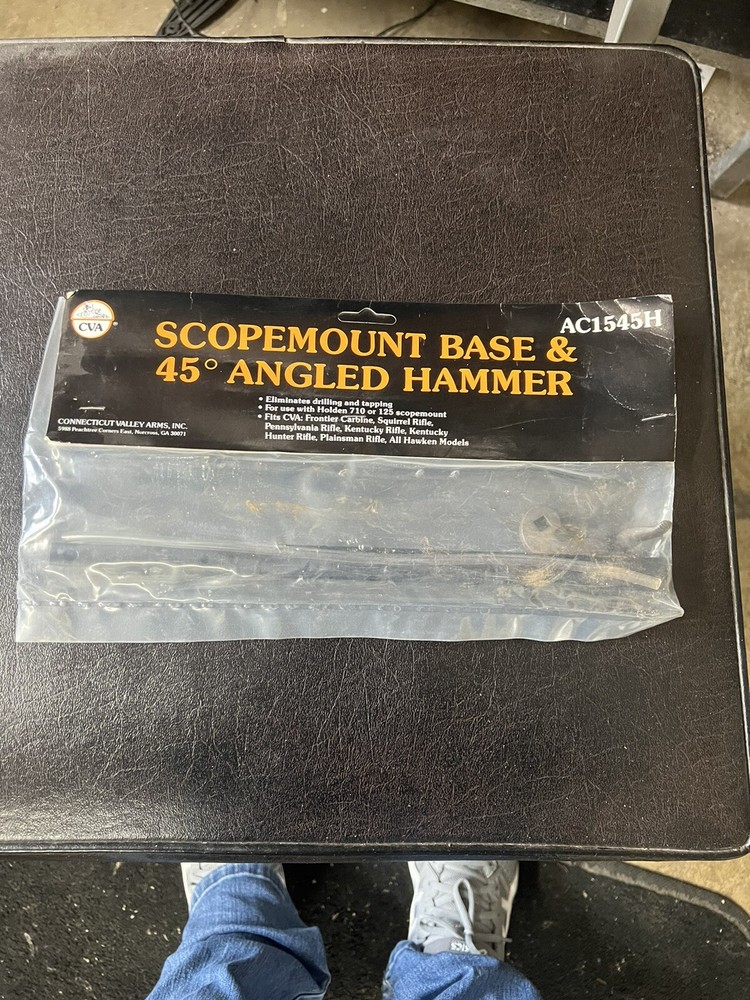 CVA
SCOPEMOUNT BASE &
45° ANGLED HAMMER
AC1545H
• Eliminates drilling and tapping
• For use with Holden 710 or 125 scopemount
• Fits CVA: Frontier Carbine, Squirrel Rifle,
Pennsylvania Rifle, Kentucky Rifle, Kentucky
Hunter Rifle, Plainsman Rifle, All Hawken Models
CONNECTICUT VALLEY ARMS, INC.
5988 Peachtree Corners East, Norcross, GA 30071
asics